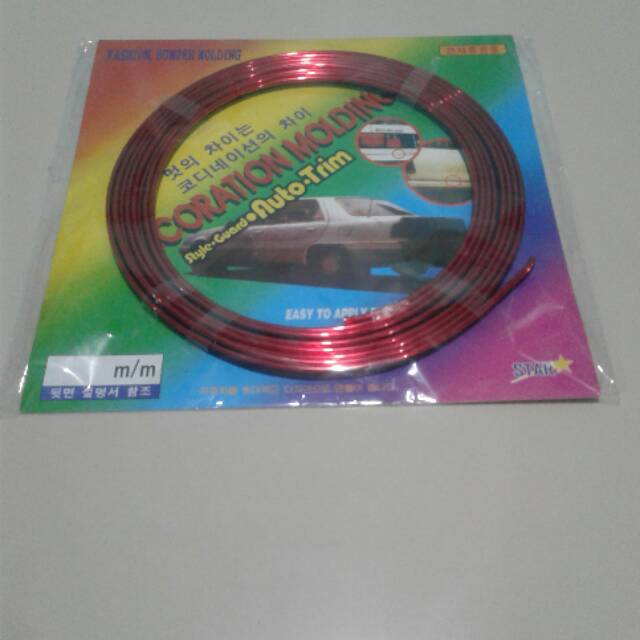 FASHION, WONDER MOLDING
멋의 차이는
코디네이션의 차이
CORATION MOLDING
Style-Guard Auto-Trim
EASY TO APPLY
m/m
뒷면 설명서 참조
STAR